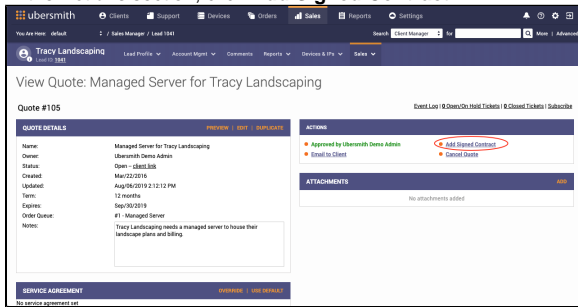 ubersmith
Clients
Support
Devices
Orders
Sales
Reports
Settings
You Are Here: default / Sales Manager / Lead 1041
Search Client Manager for
More | Advanced
Tracy Landscaping
Lead ID: 1041
Lead Profile
Account Mgmt
Comments
Reports
Devices & IPs
Sales
View Quote: Managed Server for Tracy Landscaping
Quote #105
Event Log | 0 Open/On Hold Tickets | 0 Closed Tickets | Subscribe
QUOTE DETAILS
PREVIEW | EDIT | DUPLICATE
Name: Managed Server for Tracy Landscaping
Owner: Ubersmith Demo Admin
Status: Open – client link
Created: Mar/22/2016
Updated: Aug/06/2019 2:12:12 PM
Term: 12 months
Expires: Sep/30/2019
Order Queue: #1 - Managed Server
Notes: Tracy Landscaping needs a managed server to house their
landscape plans and billing.
ACTIONS
Approved by Ubersmith Demo Admin
Add Signed Contract
Email to Client
Cancel Quote
ATTACHMENTS
ADD
No attachments added
SERVICE AGREEMENT
OVERRIDE | USE DEFAULT
No service agreement set